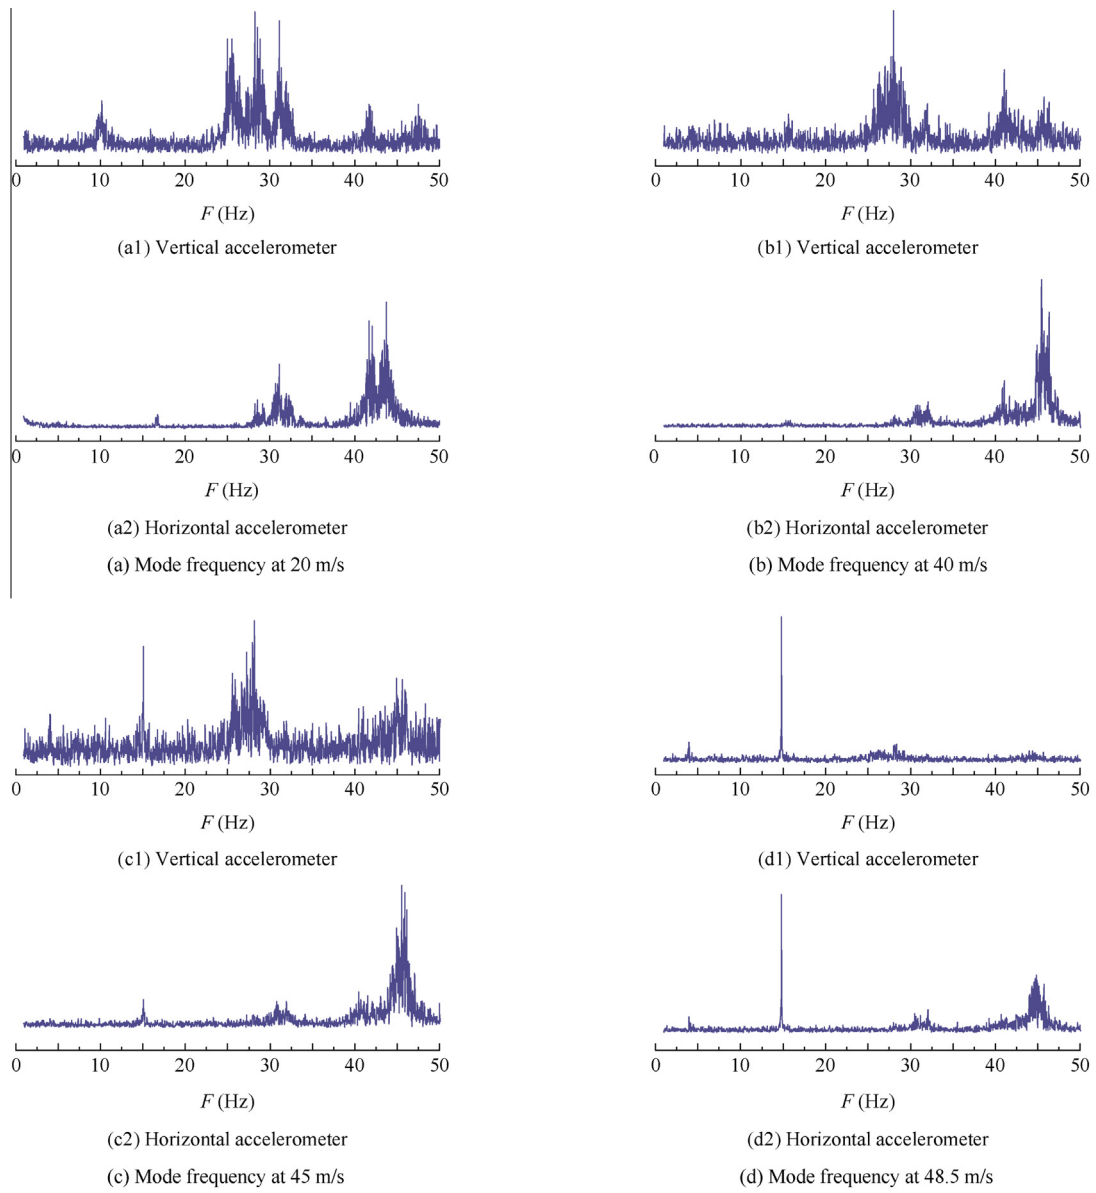 0 10 20 30 40 50 0 10 20 30 40 50
F (Hz) F (Hz)
(a1) Vertical accelerometer (b1) Vertical accelerometer
0 10 20 30 40 50 0 10 20 30 40 50
F (Hz) F (Hz)
(a2) Horizontal accelerometer (b2) Horizontal accelerometer
(a) Mode frequency at 20 m/s (b) Mode frequency at 40 m/s
0 10 20 30 40 50 0 10 20 30 40 50
F (Hz) F (Hz)
(c1) Vertical accelerometer (d1) Vertical accelerometer
0 10 20 30 40 50 0 10 20 30 40 50
F (Hz) F (Hz)
(c2) Horizontal accelerometer (d2) Horizontal accelerometer
(c) Mode frequency at 45 m/s (d) Mode frequency at 48.5 m/s